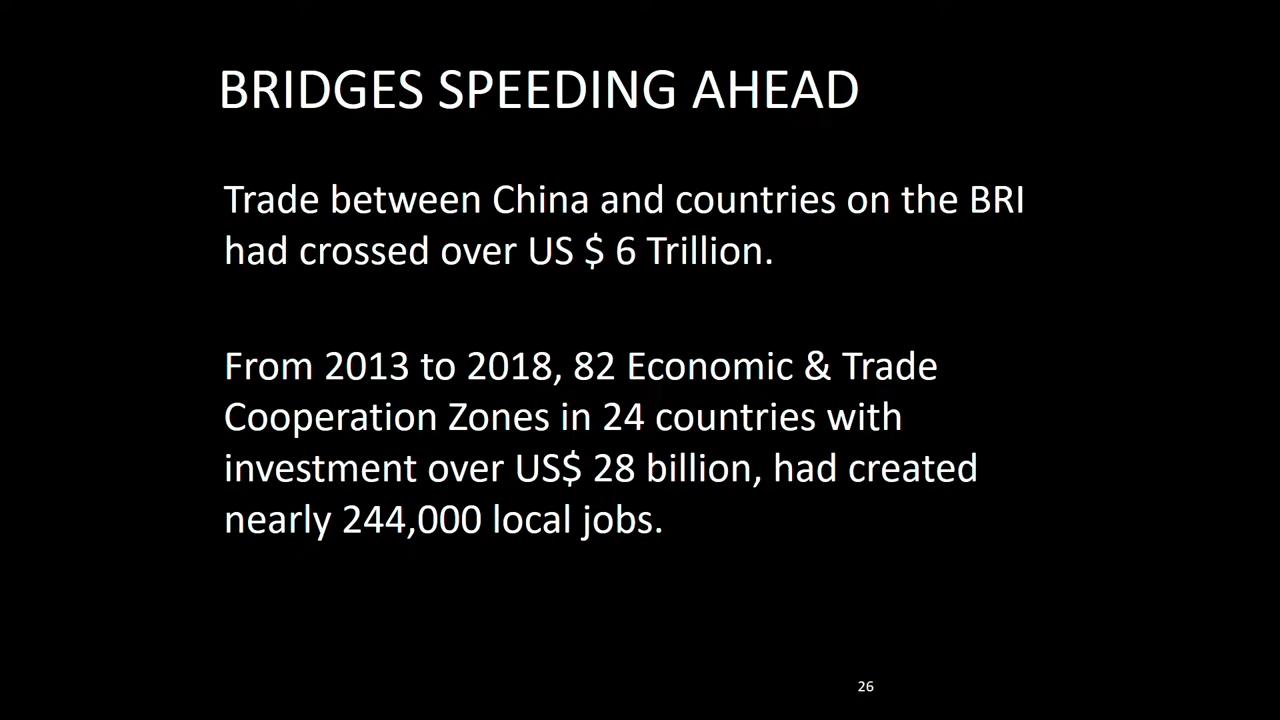 BRIDGES SPEEDING AHEAD
Trade between China and countries on the BRI
had crossed over US $ 6 Trillion.
From 2013 to 2018, 82 Economic & Trade
Cooperation Zones in 24 countries with
investment over US$ 28 billion, had created
nearly 244,000 local jobs.
26